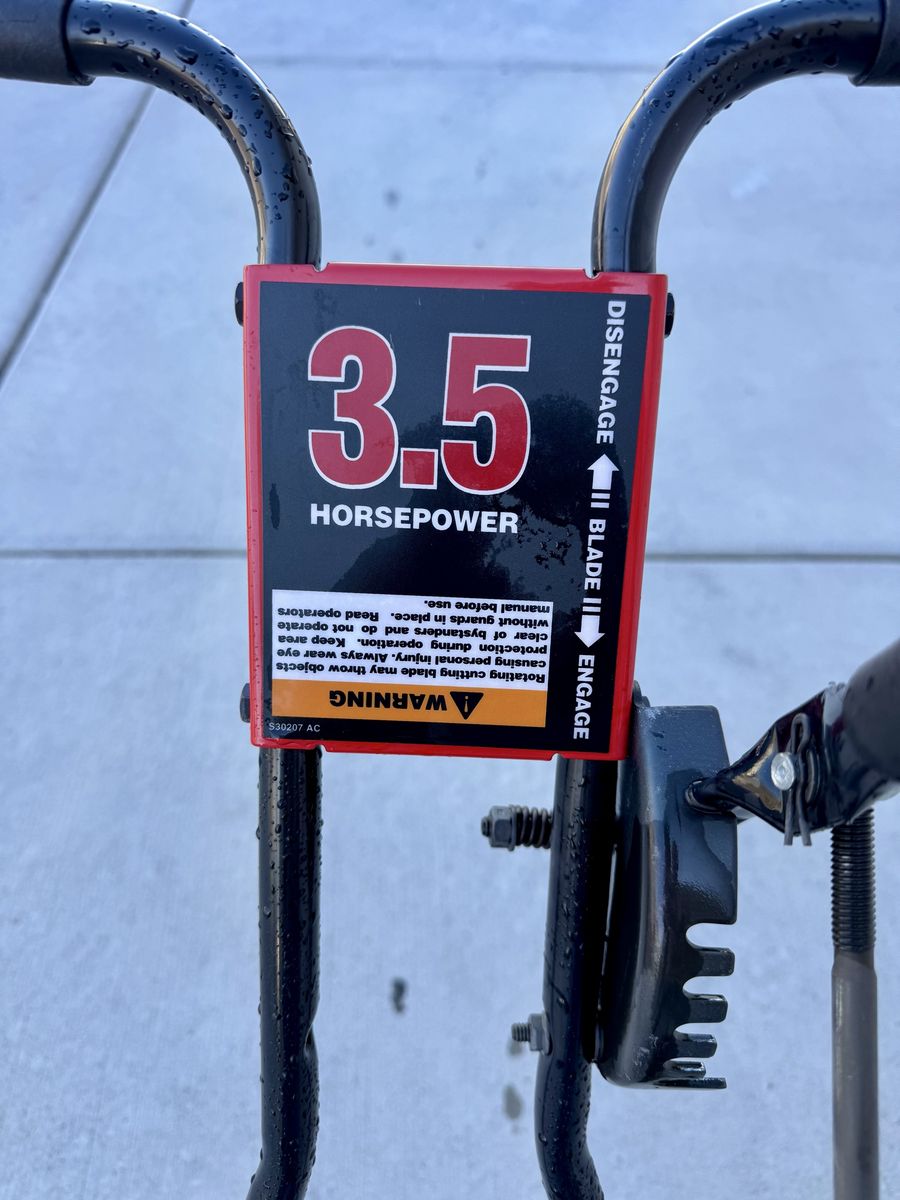 3.5
HORSEPOWER
DISENGAGE
BLADE
ENGAGE
WARNING
Rotating cutting blade may throw objects
causing personal injury. Always wear eye
protection during operation. Keep area
clear of bystanders and do not operate
without guards in place. Read operators
manual before use.
S30207 AC